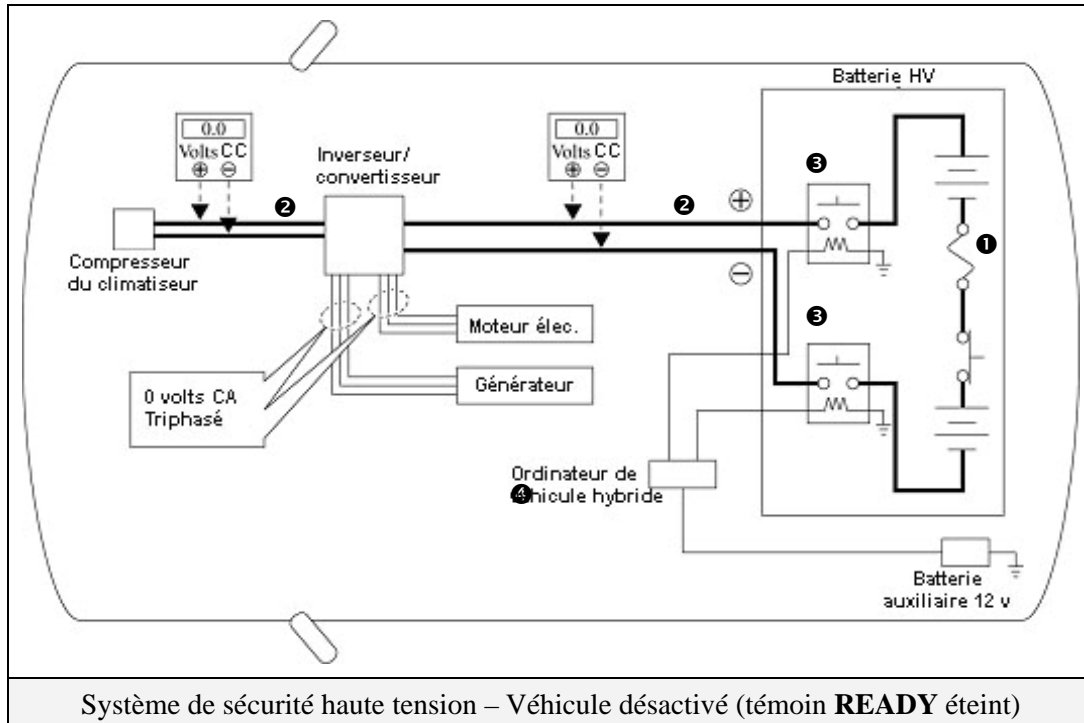 Batterie HV
0.0
Volts CC
⊕ ⊖
0.0
Volts CC
⊕ ⊖
Inverseur/
convertisseur
❸
❷
❷
⊕
❶
Compresseur
du climatiseur
⊖
❸
Moteur élec.
Générateur
0 volts CA
Triphasé
Ordinateur de
❹hicule hybride
Batterie
auxiliaire 12 v
Système de sécurité haute tension – Véhicule désactivé (témoin READY éteint)